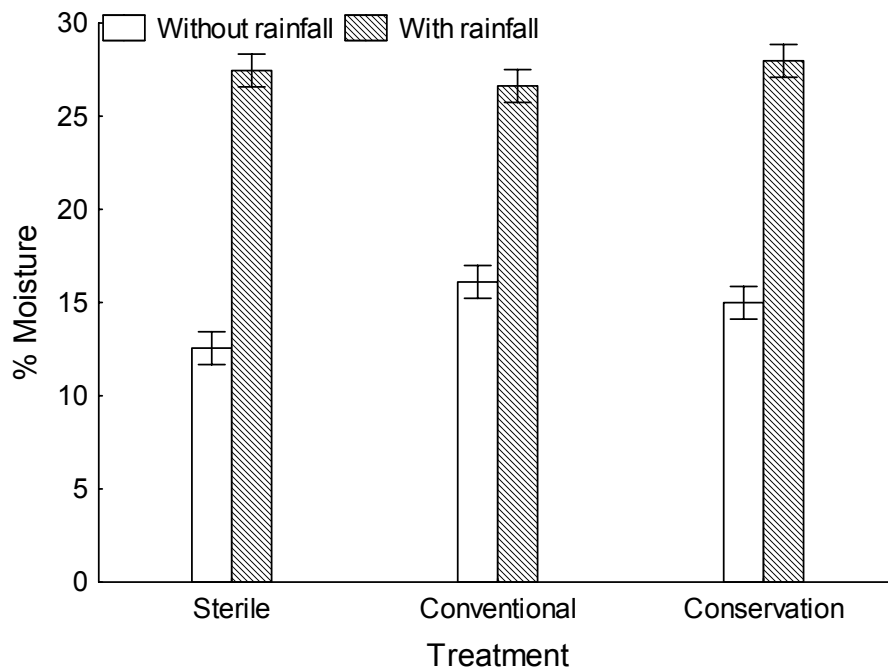 Without rainfall With rainfall
30
25
20
15
10
5
0
% Moisture
Sterile Conventional Conservation
Treatment